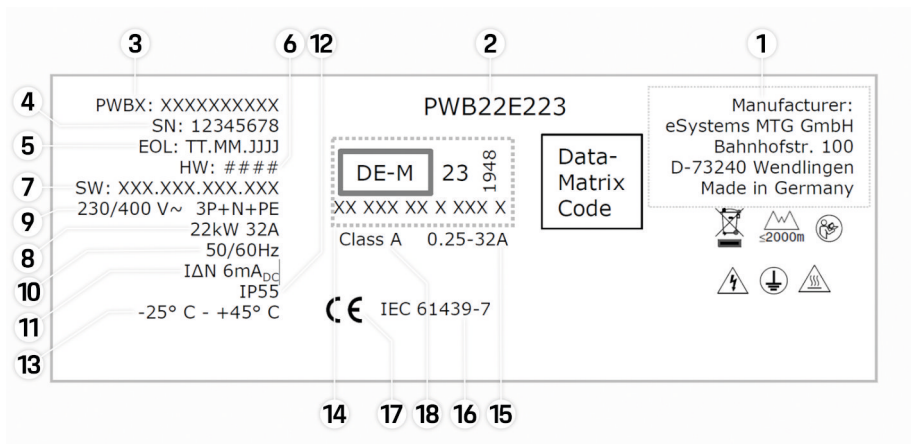 3
6
12
2
1
4
PWBX: XXXXXXXXXX
SN: 12345678
5
EOL: TT.MM.JJJJ
HW: ####
7
SW: XXX.XXX.XXX.XXX
9
230/400 V~ 3P+N+PE
8
22kW 32A
10
50/60Hz
11
IΔN 6mADC
IP55
13
-25° C - +45° C
PWB22E223
DE-M 23 1948
XX XXX XX X XXX X
Class A 0.25-32A
CE IEC 61439-7
Data-
Matrix
Code
Manufacturer:
eSystems MTG GmbH
Bahnhofstr. 100
D-73240 Wendlingen
Made in Germany
≤2000m
14
17
18
16
15